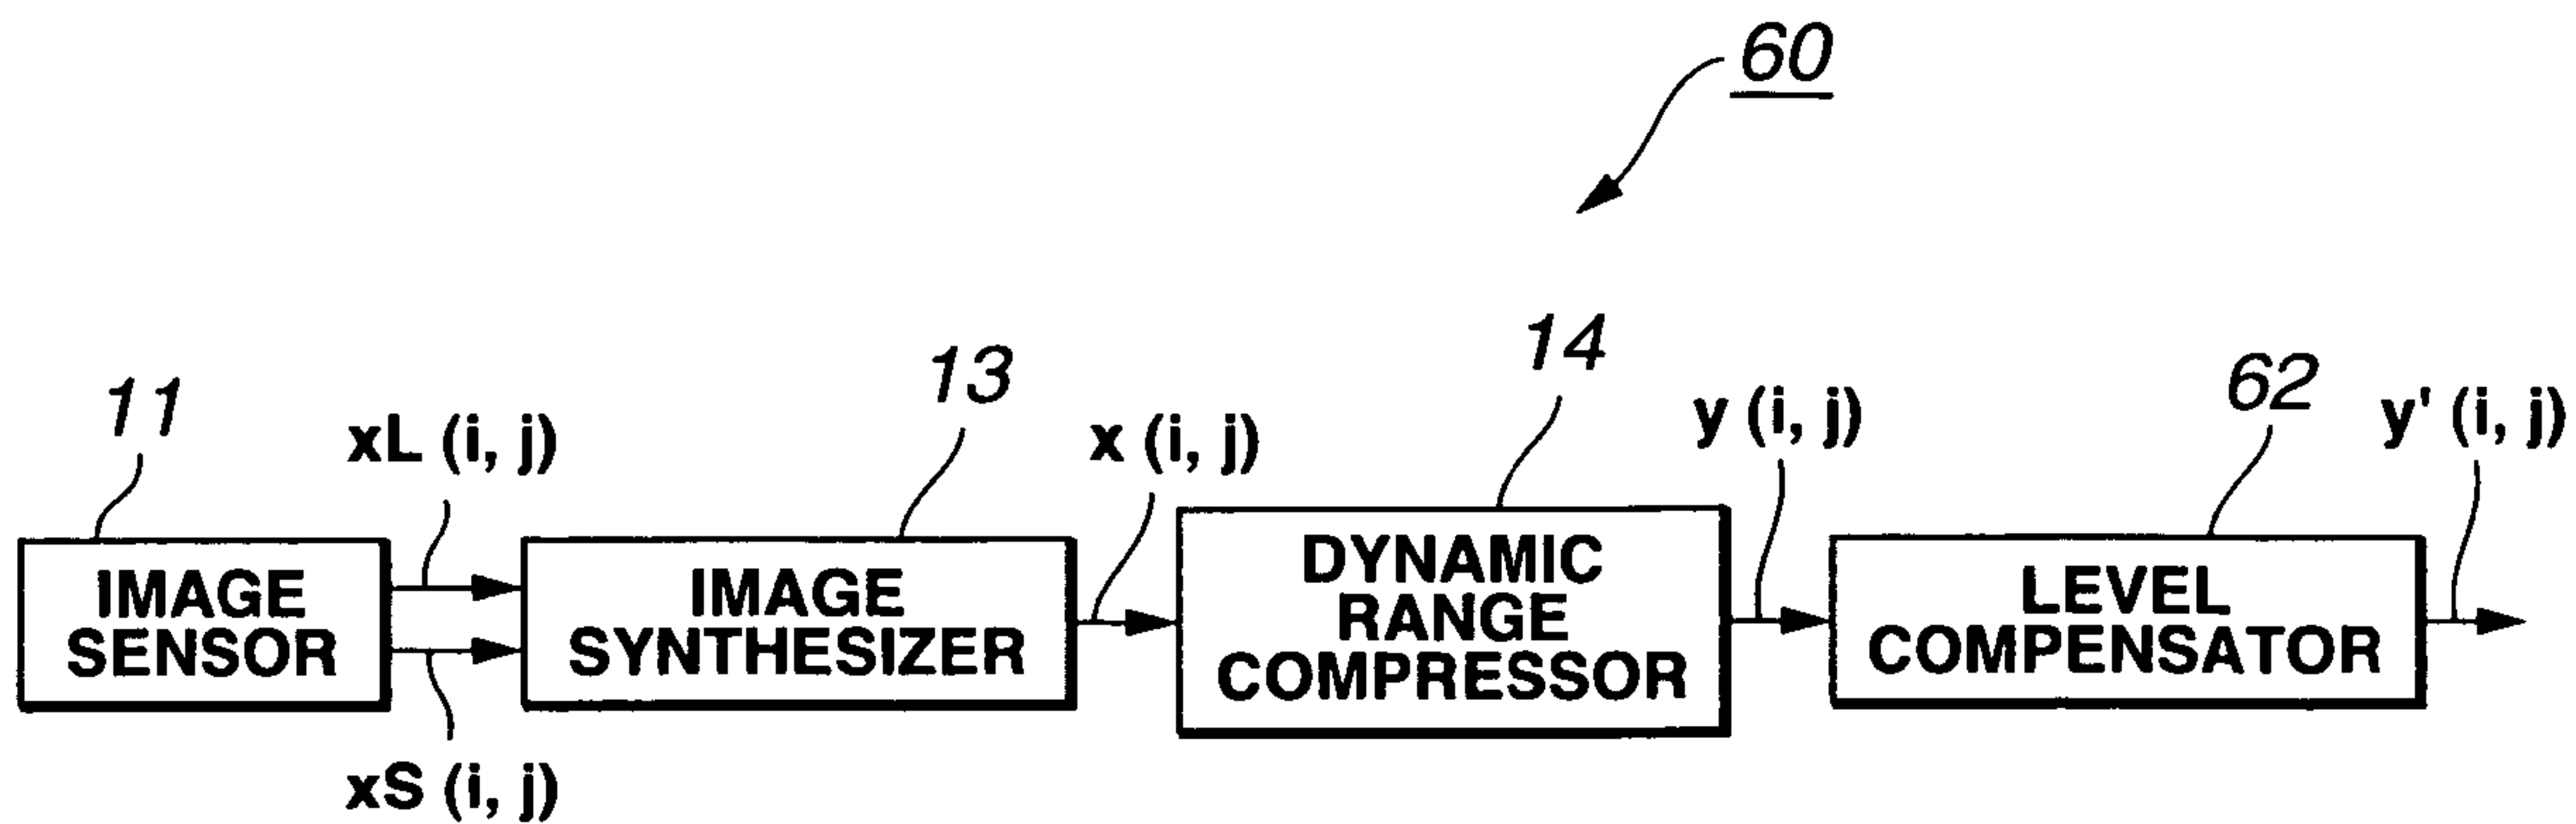 60
11
13
14
62
xL (i, j)
x (i, j)
y (i, j)
y' (i, j)
IMAGE
SENSOR
IMAGE
SYNTHESIZER
DYNAMIC
RANGE
COMPRESSOR
LEVEL
COMPENSATOR
xS (i, j)